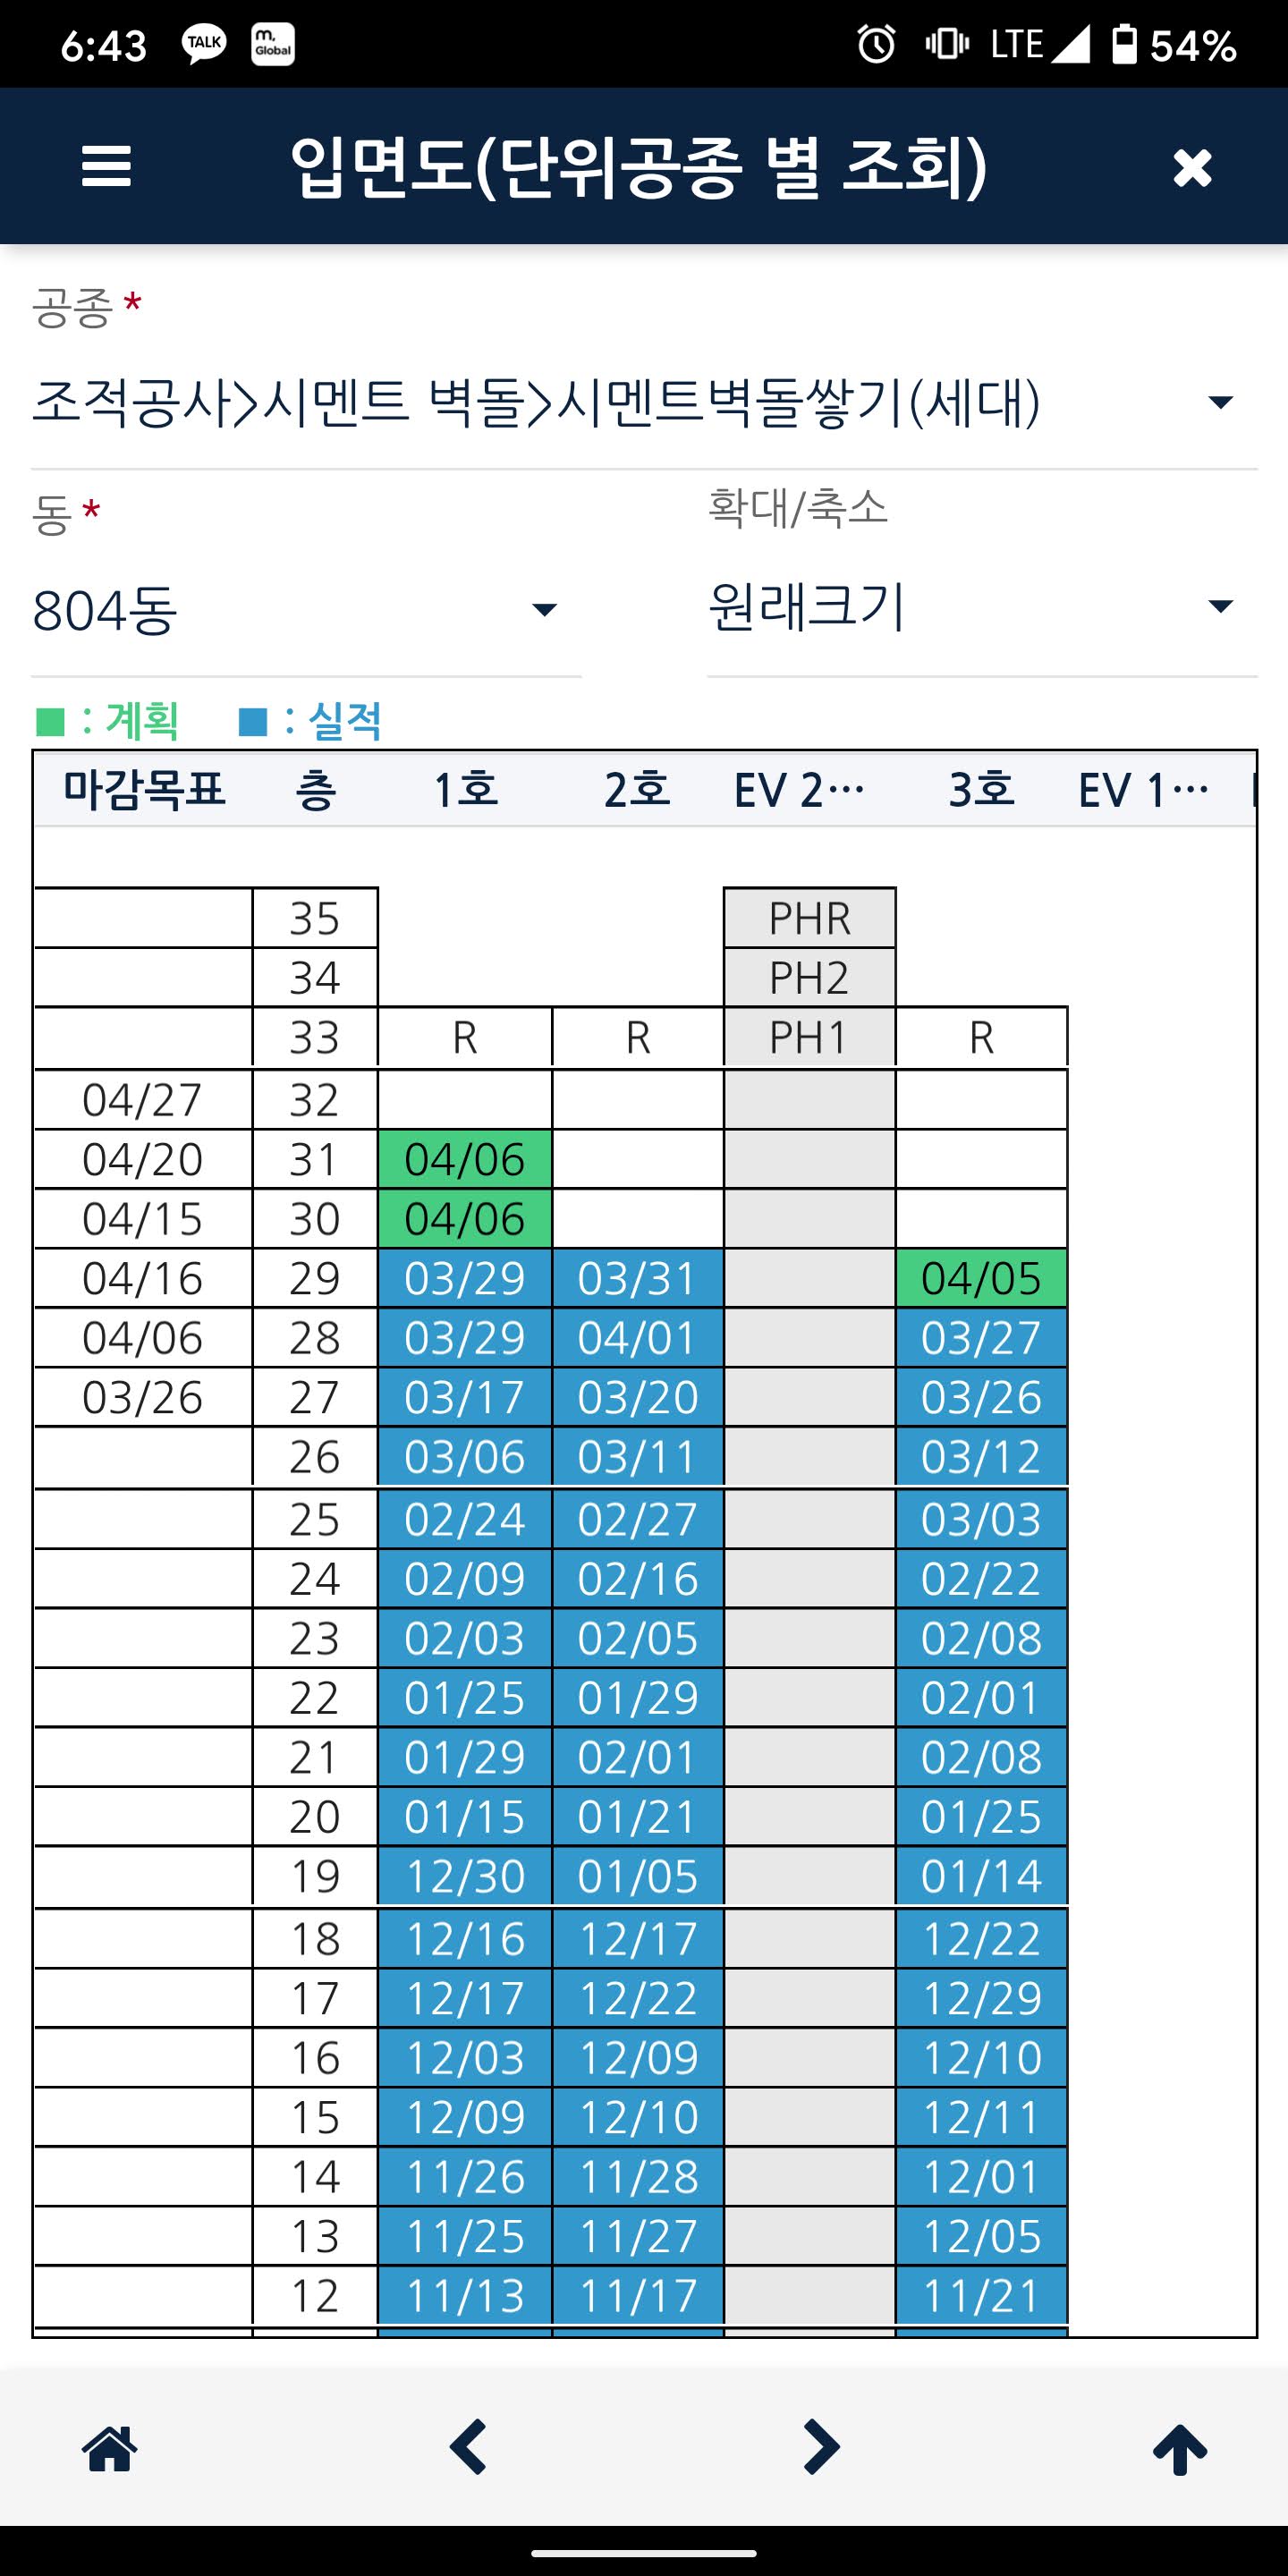 6:43 TALK m, Global LTE 54%
입면도(단위공종 별 조회)
공종 *
조적공사>시멘트 벽돌>시멘트벽돌쌓기(세대)
동 * 확대/축소
804동 원래크기
: 계획 : 실적
마감목표 층 1호 2호 EV 2… 3호 EV 1…
35 PHR
34 PH2
33 R R PH1 R
04/27 32
04/20 31 04/06
04/15 30 04/06
04/16 29 03/29 03/31 04/05
04/06 28 03/29 04/01 03/27
03/26 27 03/17 03/20 03/26
26 03/06 03/11 03/12
25 02/24 02/27 03/03
24 02/09 02/16 02/22
23 02/03 02/05 02/08
22 01/25 01/29 02/01
21 01/29 02/01 02/08
20 01/15 01/21 01/25
19 12/30 01/05 01/14
18 12/16 12/17 12/22
17 12/17 12/22 12/29
16 12/03 12/09 12/10
15 12/09 12/10 12/11
14 11/26 11/28 12/01
13 11/25 11/27 12/05
12 11/13 11/17 11/21